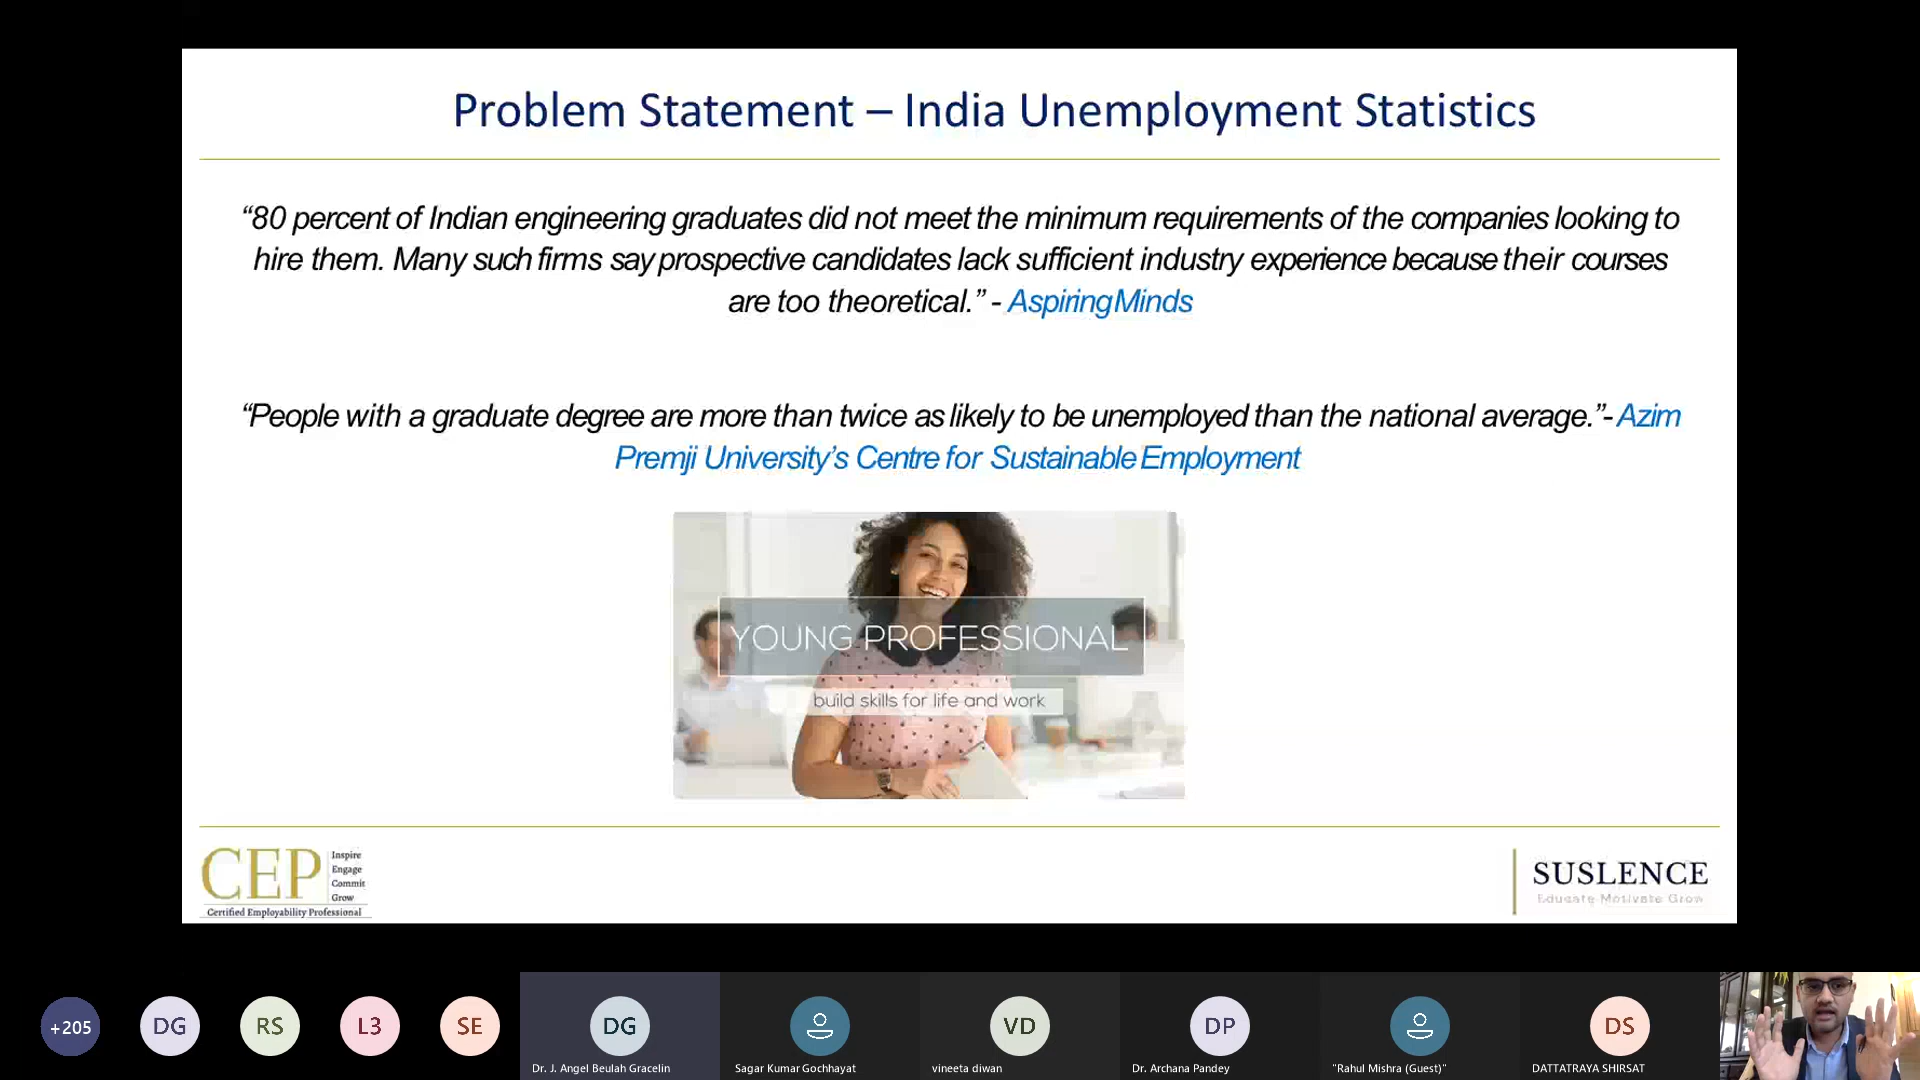 Problem Statement – India Unemployment Statistics
“80 percent of Indian engineering graduates did not meet the minimum requirements of the companies looking to
hire them. Many such firms say prospective candidates lack sufficient industry experience because their courses
are too theoretical.” - AspiringMinds
“People with a graduate degree are more than twice as likely to be unemployed than the national average.”- Azim
Premji University’s Centre for Sustainable Employment
YOUNG PROFESSIONAL
build skills for life and work
CEP
Inspire
Engage
Commit
Grow
Certified Employability Professional
SUSLENCE
Educate Motivate Grow
+205
DG
RS
L3
SE
DG
VD
DP
DS
Dr. J. Angel Beulah Gracelin
Sagar Kumar Gochhayat
vineeta diwan
Dr. Archana Pandey
"Rahul Mishra (Guest)"
DATTATRAYA SHIRSAT